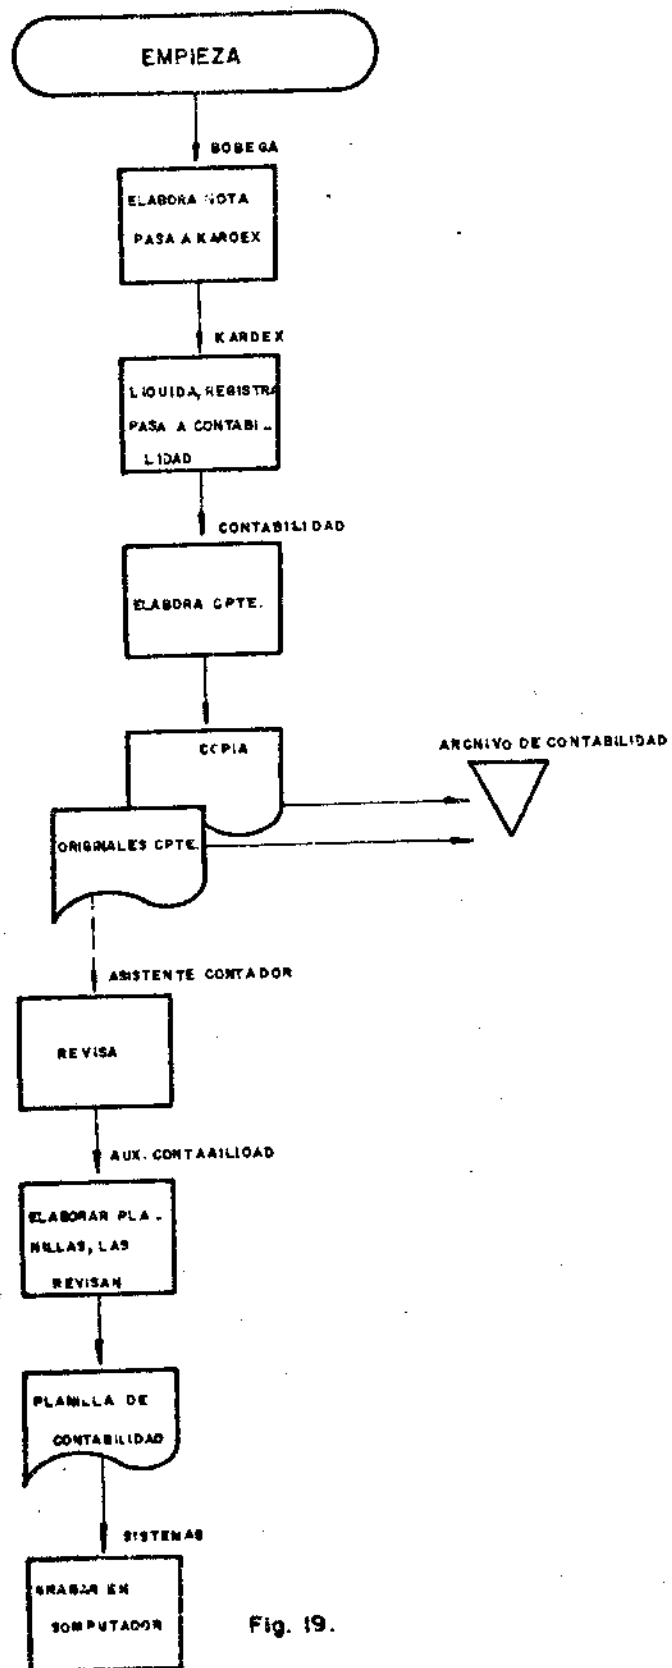 EMPIEZA
BODEGA
ELABORA NOTA
PASA A KARDEX
KARDEX
LIQUIDA, REGISTRA
PASA A CONTABI_
LIDAD
CONTABILIDAD
ELABORA CPTE.
COPIA
ARCHIVO DE CONTABILIDAD
ORIGINALES CPTE.
ASISTENTE CONTADOR
REVISA
AUX. CONTABILIDAD
ELABORAR PLA_
NILLAS, LAS
REVISAN
PLANILLA DE
CONTABILIDAD
SISTEMAS
GRABAR EN
COMPUTADOR
Fig. 19.